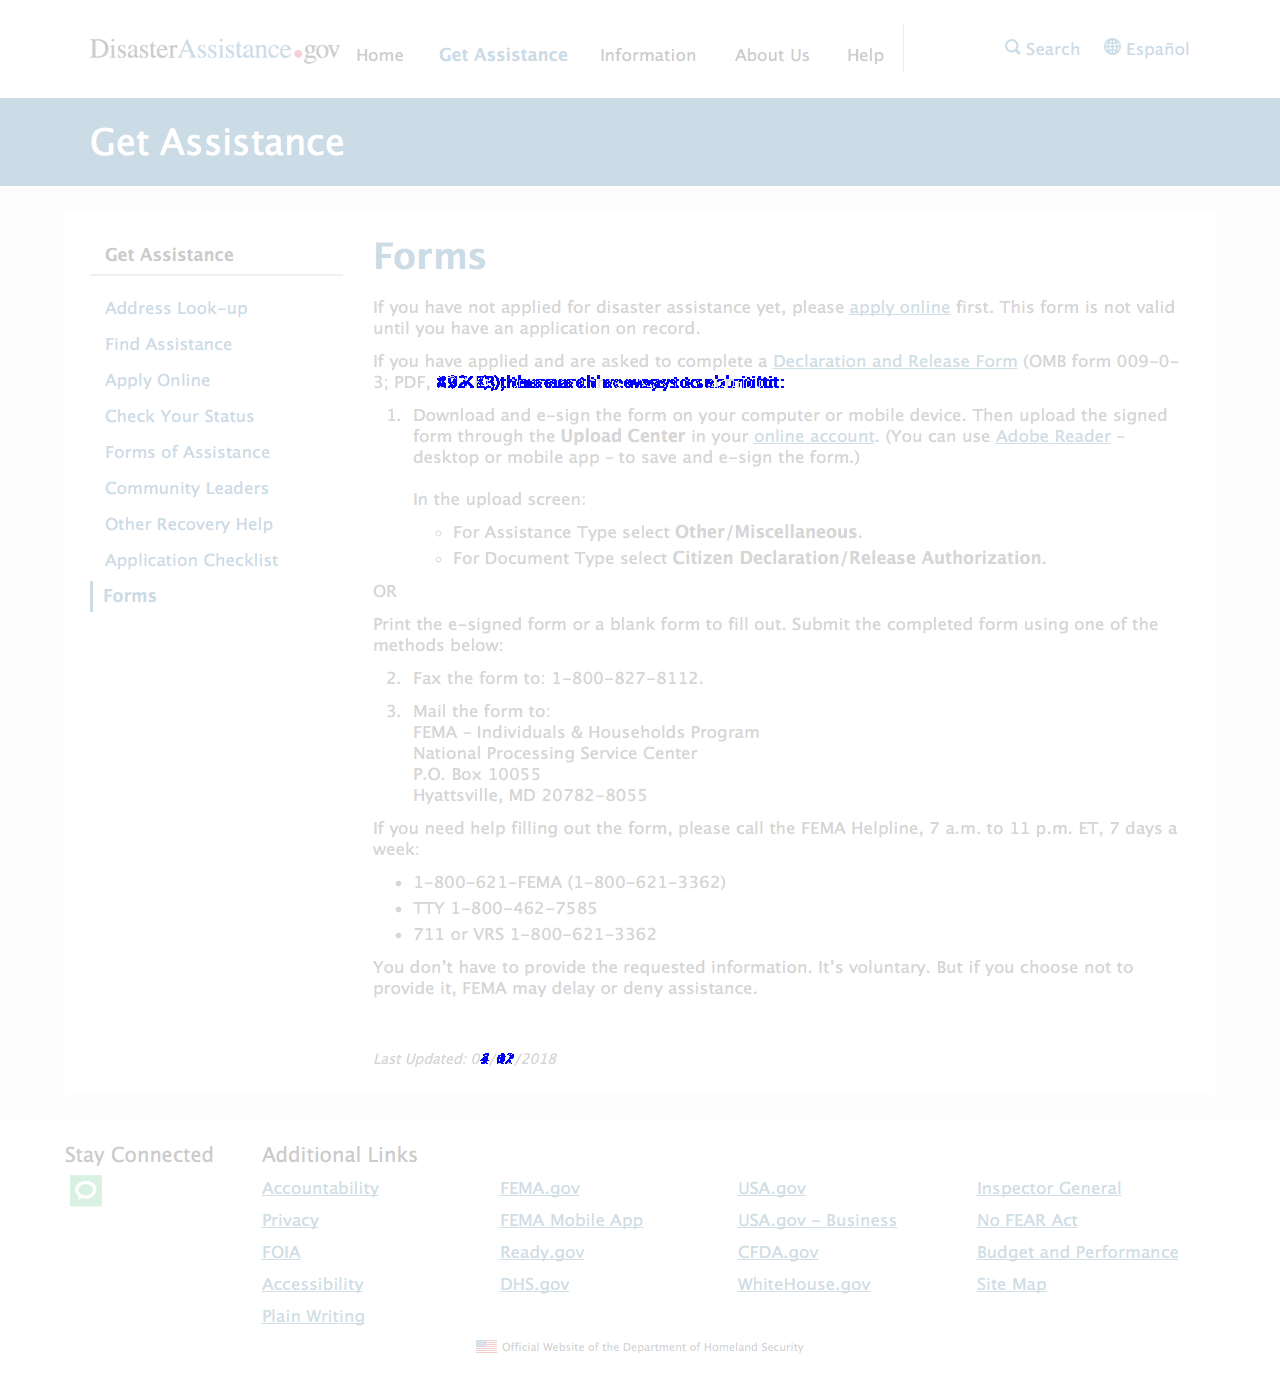 DisasterAssistance.gov
Home
Get Assistance
Information
About Us
Help
Search
Español
Get Assistance
Get Assistance
Address Look-up
Find Assistance
Apply Online
Check Your Status
Forms of Assistance
Community Leaders
Other Recovery Help
Application Checklist
Forms
Forms
If you have not applied for disaster assistance yet, please apply online first. This form is not valid
until you have an application on record.
If you have applied and are asked to complete a Declaration and Release Form (OMB form 009-0-
3; PDF,
1. Download and e-sign the form on your computer or mobile device. Then upload the signed
form through the Upload Center in your online account. (You can use Adobe Reader –
desktop or mobile app – to save and e-sign the form.)
In the upload screen:
For Assistance Type select Other/Miscellaneous.
For Document Type select Citizen Declaration/Release Authorization.
OR
Print the e-signed form or a blank form to fill out. Submit the completed form using one of the
methods below:
2. Fax the form to: 1-800-827-8112.
3. Mail the form to:
FEMA – Individuals & Households Program
National Processing Service Center
P.O. Box 10055
Hyattsville, MD 20782-8055
If you need help filling out the form, please call the FEMA Helpline, 7 a.m. to 11 p.m. ET, 7 days a
week:
1-800-621-FEMA (1-800-621-3362)
TTY 1-800-462-7585
711 or VRS 1-800-621-3362
You don’t have to provide the requested information. It’s voluntary. But if you choose not to
provide it, FEMA may delay or deny assistance.
Last Updated: /2018
Stay Connected
Additional Links
Accountability
Privacy
FOIA
Accessibility
Plain Writing
FEMA.gov
FEMA Mobile App
Ready.gov
DHS.gov
USA.gov
USA.gov – Business
CFDA.gov
WhiteHouse.gov
Inspector General
No FEAR Act
Budget and Performance
Site Map
Official Website of the Department of Homeland Security